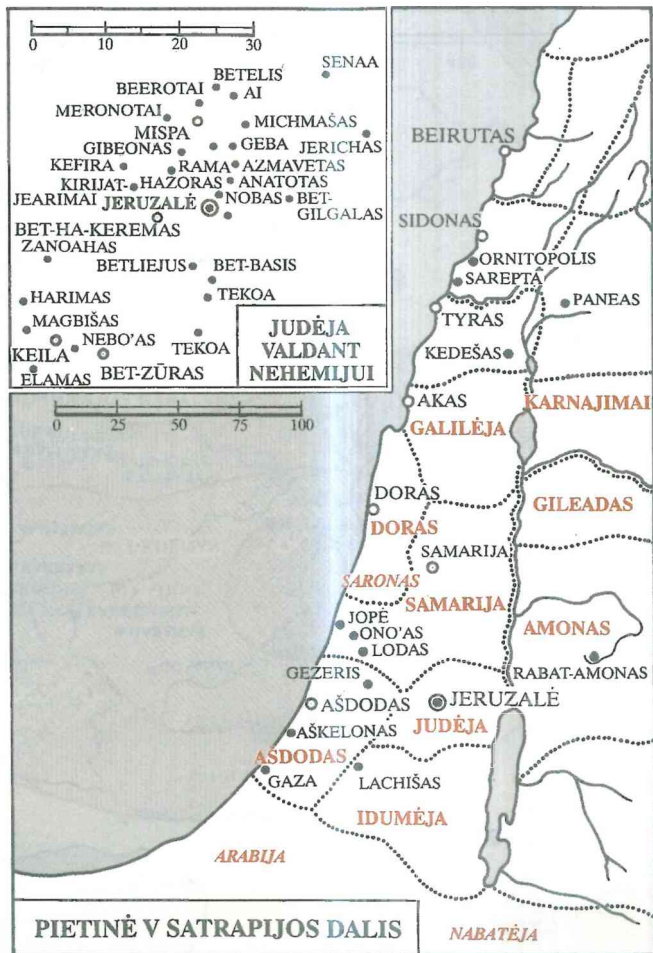 0 10 20 30
SENAA
BETELIS
BEEROTAI
AI
MERONOTAI
MISPA
MICHMAŠAS
GIBEONAS
GEBA
JERICHAS
KEFIRA
RAMA
AZMAVETAS
KIRIJAT-
JEARIMAI
HAZORAS
ANATOTAS
JERUZALĖ
NOBAS
BET-
GILGALAS
BET-HA-KEREMAS
ZANOAHAS
BETLIEJUS
BET-BASIS
HARIMAS
TEKOA
MAGBIŠAS
KEILA
NEBO'AS
TEKOA
ELAMAS
BET-ZŪRAS
JUDĖJA
VALDANT
NEHEMIJUI
BEIRUTAS
SIDONAS
ORNITOPOLIS
SAREPTA
PANEAS
TYRAS
KEDEŠAS
0 25 50 75 100
AKAS
GALILĖJA
KARNAJIMAI
DORAS
DORAS
GILEADAS
SAMARIJA
SARONAS
SAMARIJA
AMONAS
JOPĖ
ONO'AS
LODAS
RABAT-AMONAS
GEZERIS
AŠDODAS
JERUZALĖ
JUDĖJA
AŠKELONAS
AŠDODAS
GAZA
LACHIŠAS
IDUMĖJA
ARABIJA
PIETINĖ V SATRAPIJOS DALIS
NABATĖJA